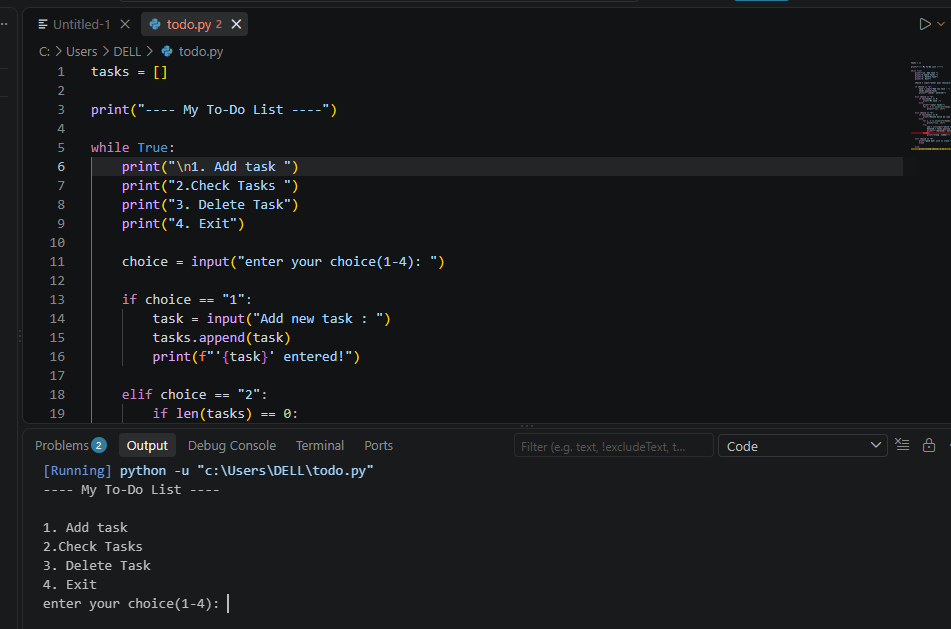 Untitled-1
todo.py 2
C: > Users > DELL > todo.py
1 tasks = []
2
3 print("---- My To-Do List ----")
4
5 while True:
6 print("\n1. Add task ")
7 print("2.Check Tasks ")
8 print("3. Delete Task")
9 print("4. Exit")
10
11 choice = input("enter your choice(1-4): ")
12
13 if choice == "1":
14 task = input("Add new task : ")
15 tasks.append(task)
16 print(f"'{task}' entered!")
17
18 elif choice == "2":
19 if len(tasks) == 0:
Problems 2 Output Debug Console Terminal Ports
Filter (e.g. text, !excludeText, t...
Code
[Running] python -u "c:\Users\DELL\todo.py"
---- My To-Do List ----
1. Add task
2.Check Tasks
3. Delete Task
4. Exit
enter your choice(1-4):